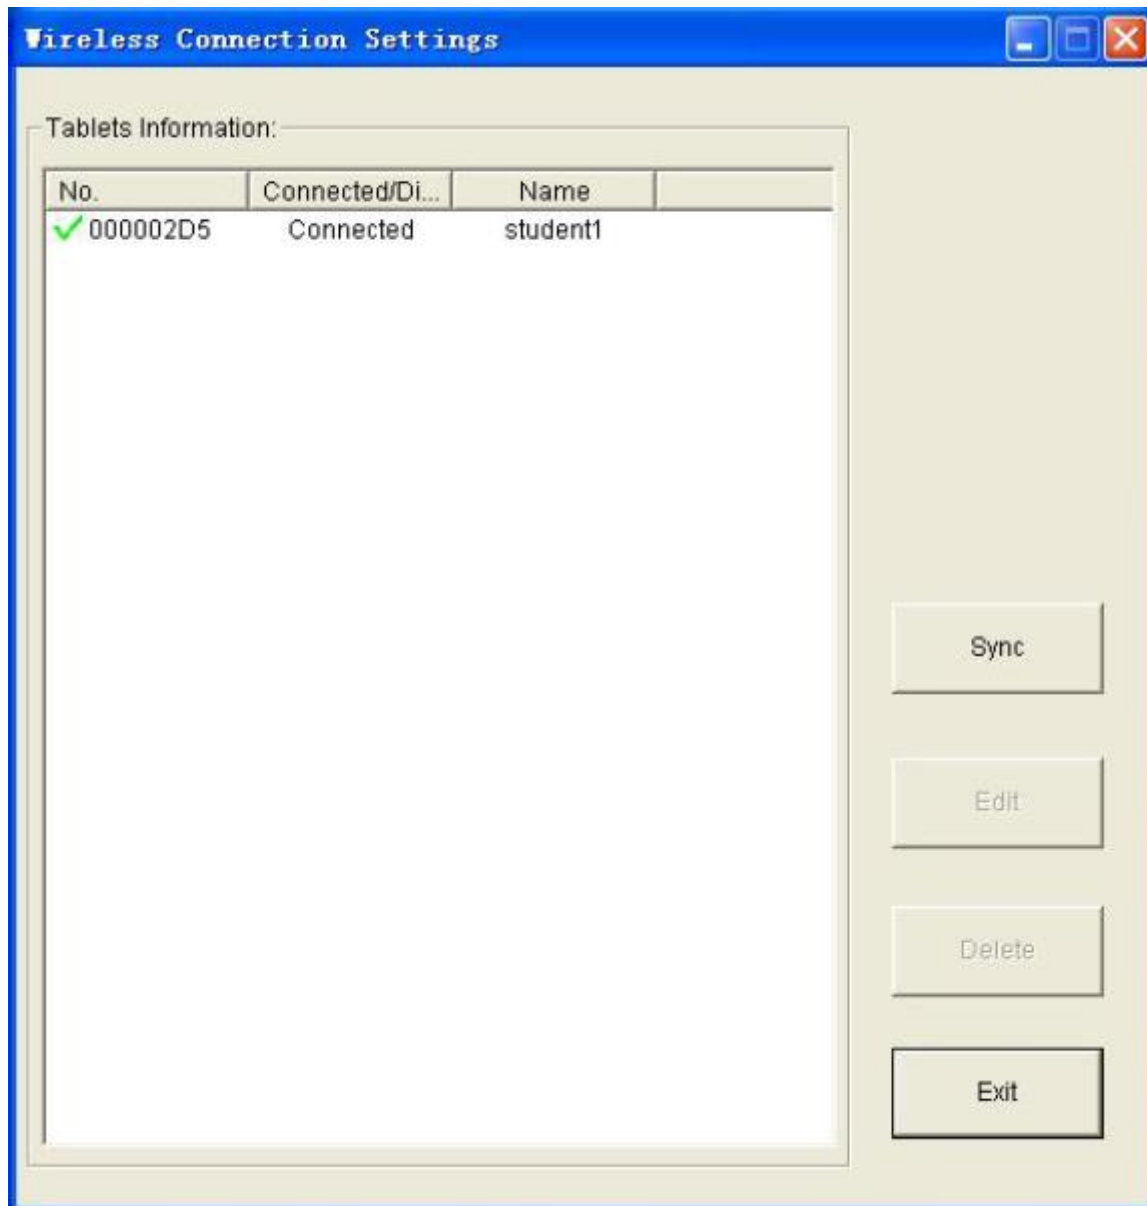 Wireless Connection Settings
Tablets Information:
No. Connected/Di... Name
000002D5 Connected student1
Sync
Edit
Delete
Exit